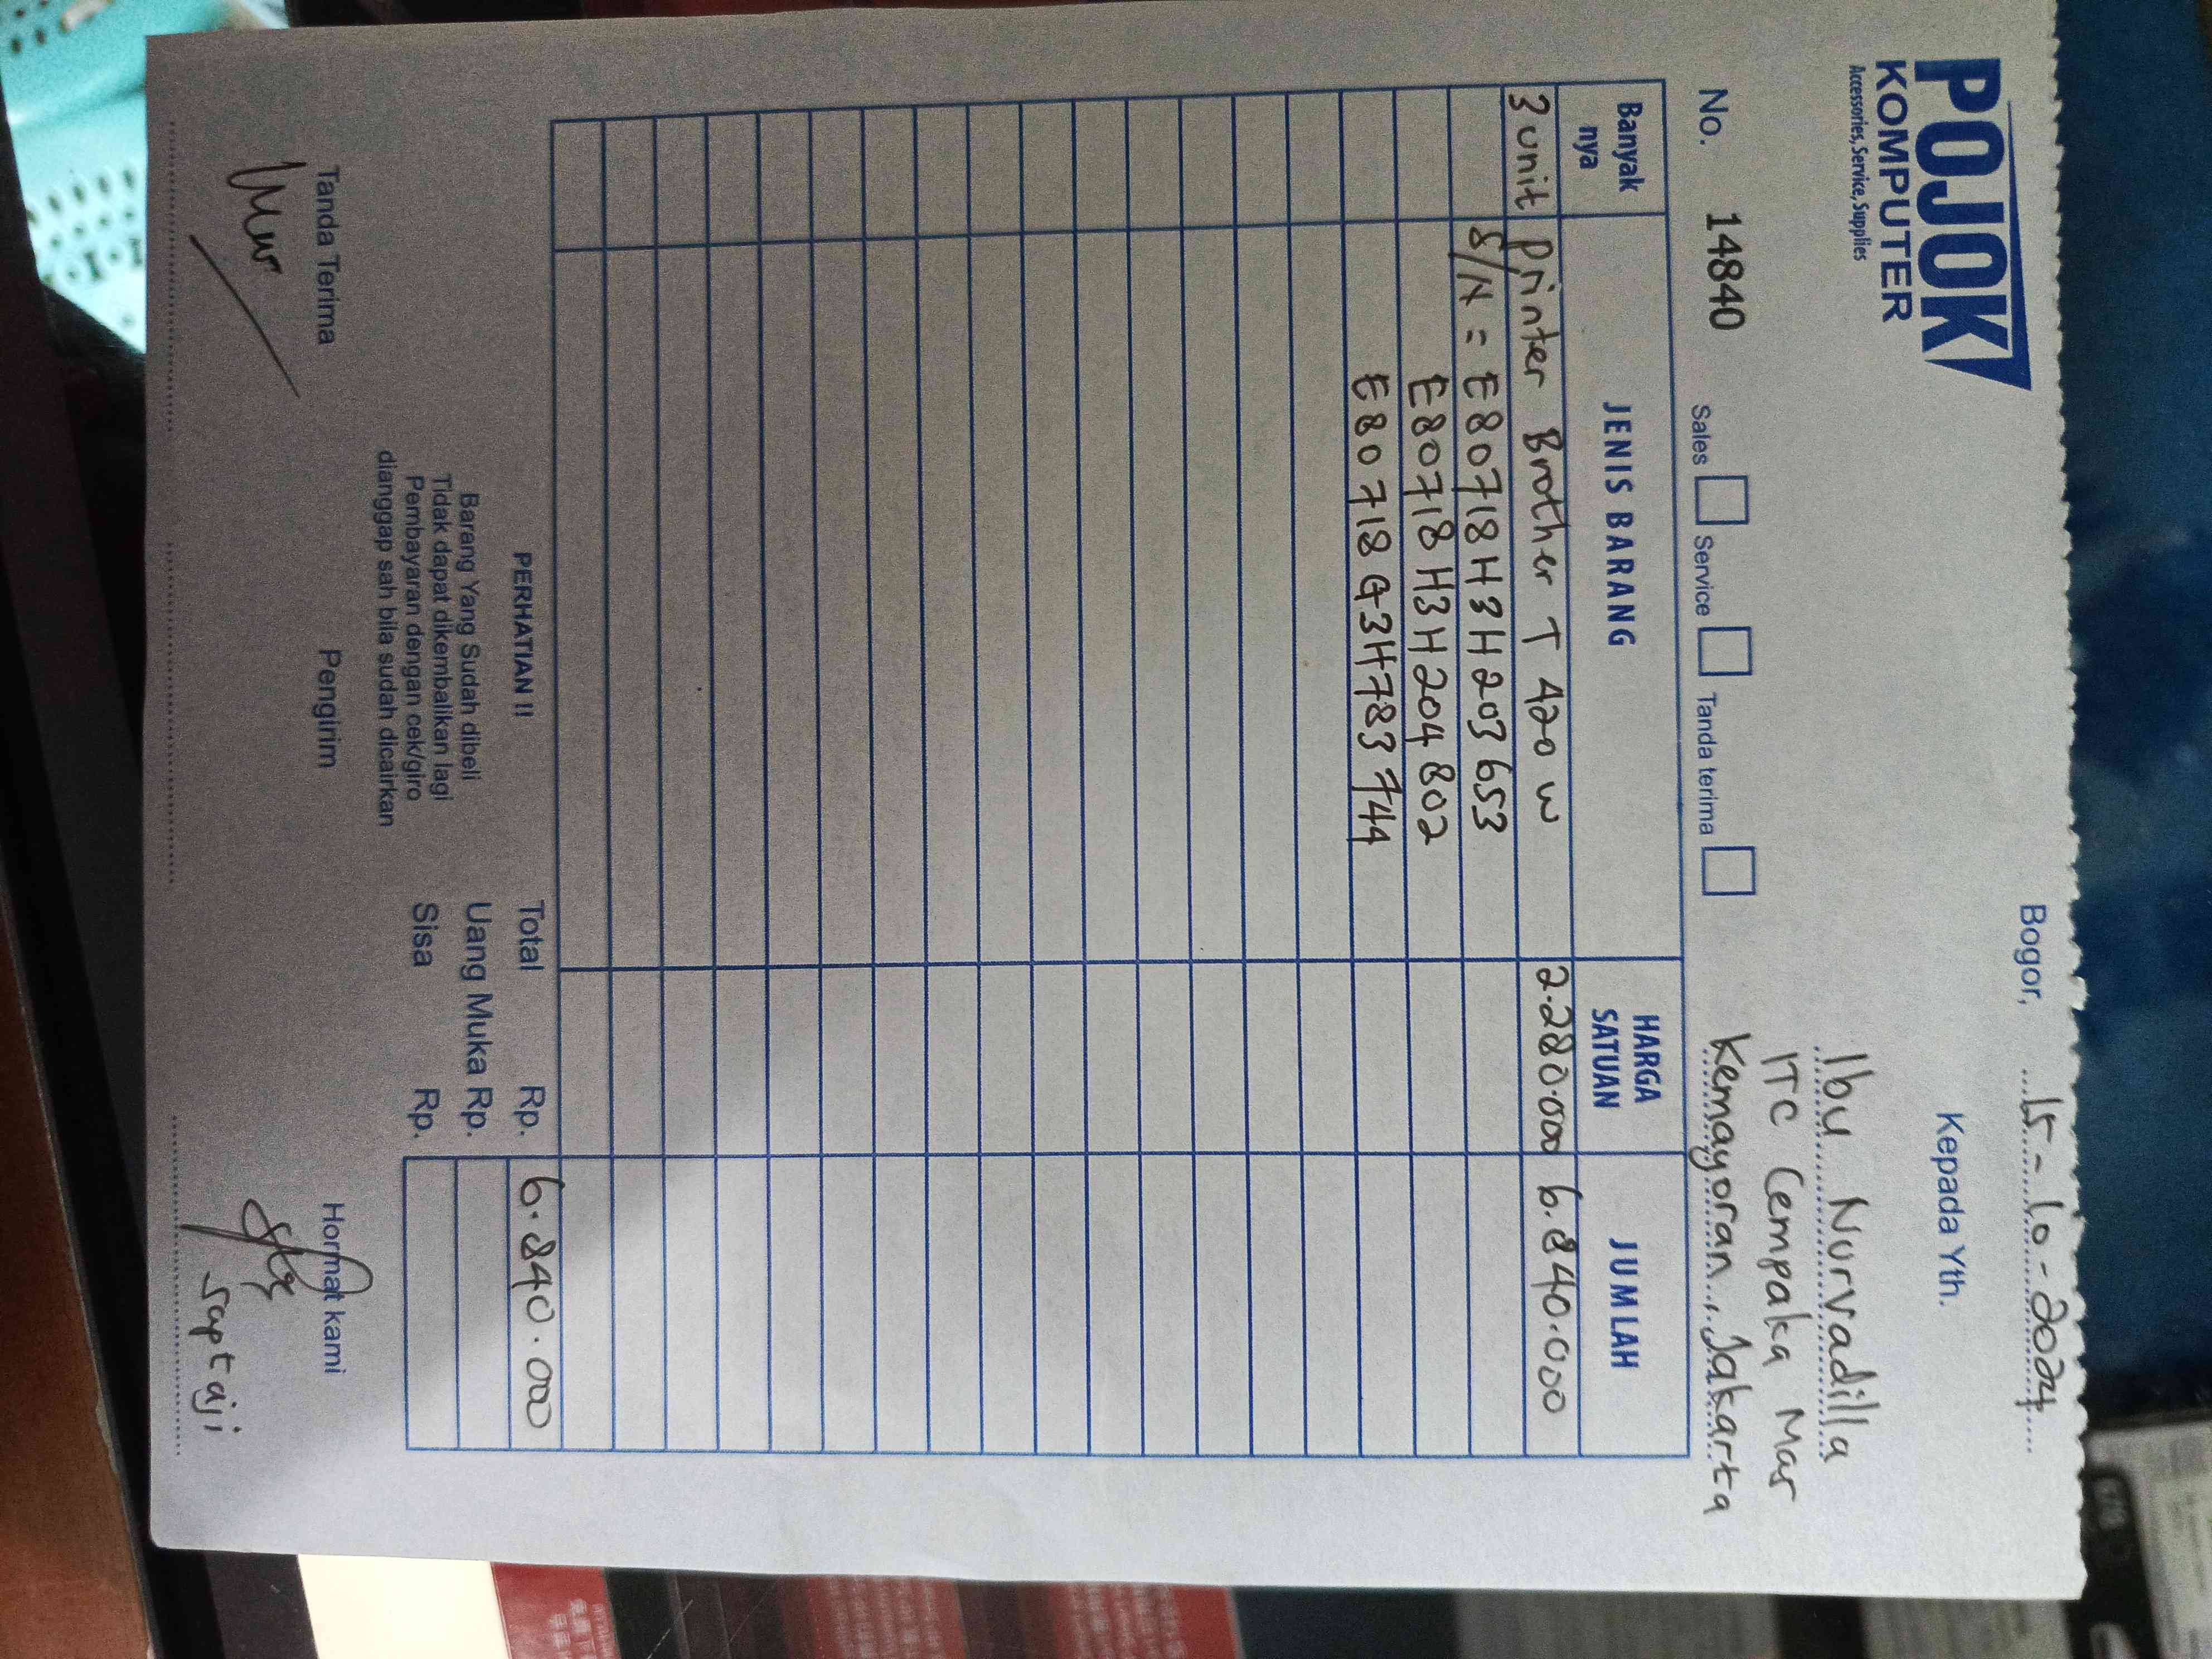 POJOK
KOMPUTER
Accessories, Service, Supplies
Bogor, 15-10-2024
Kepada Yth.
Ibu Nurvadilla
ITC Cempaka Mas
Kemayoran, Jakarta
No. 14840 Sales Service Tanda terima
Banyak nya JENIS BARANG HARGA SATUAN JUMLAH
3 unit Printer Brother T 420 W 2.280.000 6.840.000
S/N = E80718H3H203653
E80718H3H204802
E80718G3H783744
PERHATIAN !!
Barang Yang Sudah dibeli
Tidak dapat dikembalikan lagi
Pembayaran dengan cek/giro
dianggap sah bila sudah dicairkan
Total Rp. 6.840.000
Uang Muka Rp.
Sisa Rp.
Tanda Terima Pengirim Hormat kami
Saptaji